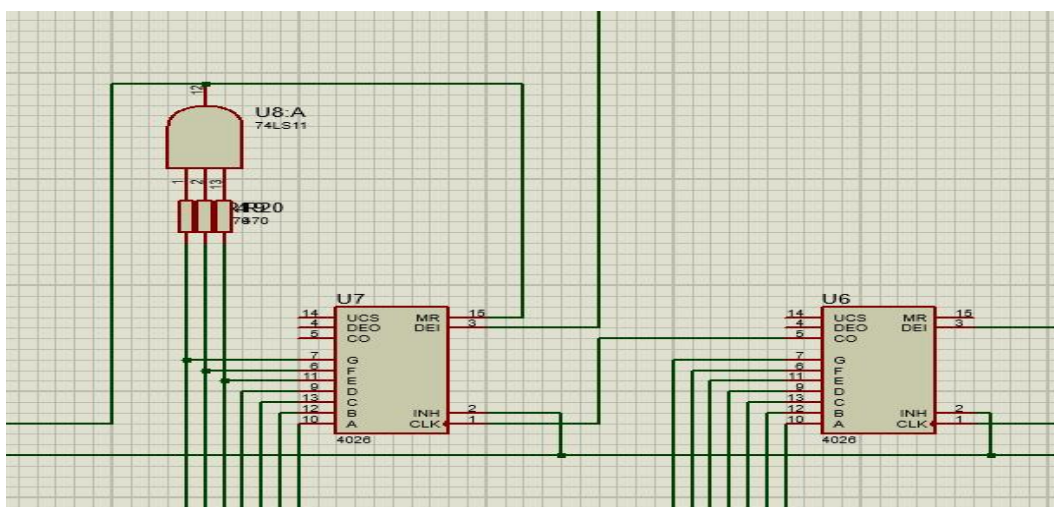 12
U8:A
74LS11
1
2
13
U7
14 UCS MR 15
4 DEO DEI 3
5 CO
7 G
6 F
11 E
9 D
13 C
12 B INH 2
10 A CLK 1
4026
U6
14 UCS MR 15
4 DEO DEI 3
5 CO
7 G
6 F
11 E
9 D
13 C
12 B INH 2
10 A CLK 1
4026